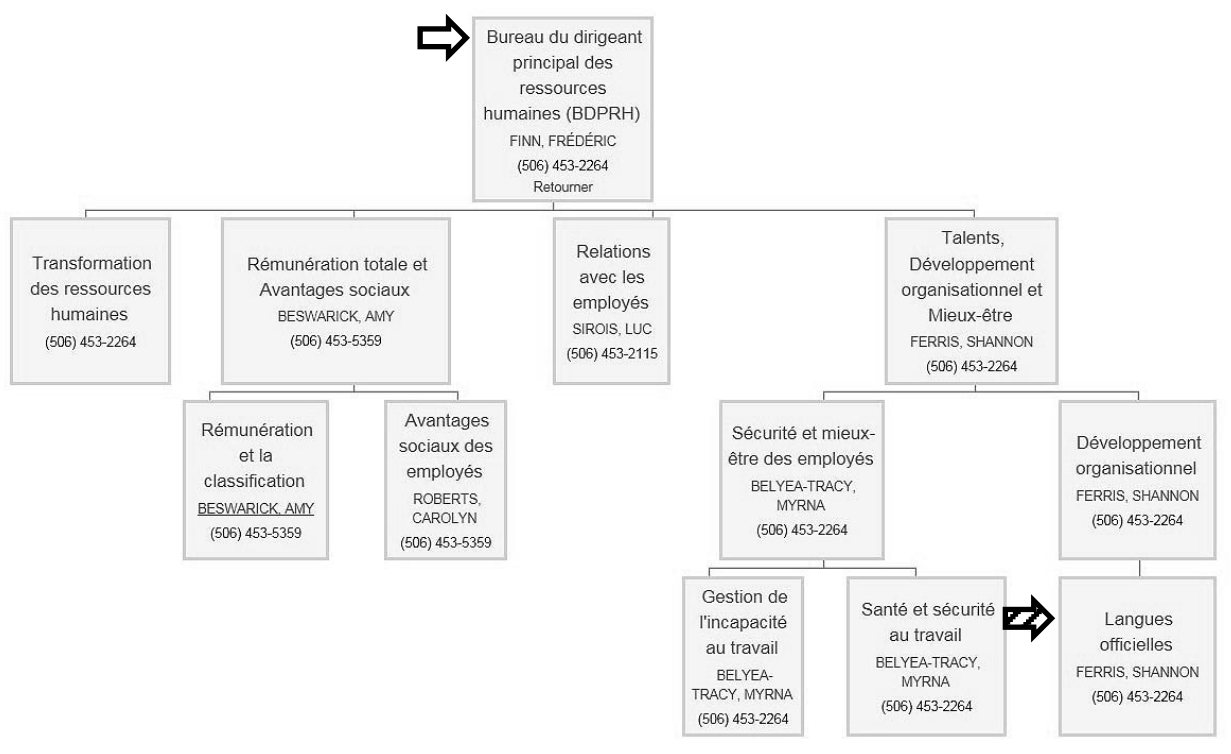 Bureau du dirigeant
principal des
ressources
humaines (BDPRH)
FINN, FRÉDÉRIC
(506) 453-2264
Retourner
Transformation
des ressources
humaines
(506) 453-2264
Rémunération totale et
Avantages sociaux
BESWARICK, AMY
(506) 453-5359
Relations
avec les
employés
SIROIS, LUC
(506) 453-2115
Talents,
Développement
organisationnel et
Mieux-être
FERRIS, SHANNON
(506) 453-2264
Rémunération
et la
classification
BESWARICK, AMY
(506) 453-5359
Avantages
sociaux des
employés
ROBERTS,
CAROLYN
(506) 453-5359
Sécurité et mieux-
être des employés
BELYEA-TRACY,
MYRNA
(506) 453-2264
Développement
organisationnel
FERRIS, SHANNON
(506) 453-2264
Gestion de
l'incapacité
au travail
BELYEA-
TRACY, MYRNA
(506) 453-2264
Santé et sécurité
au travail
BELYEA-TRACY,
MYRNA
(506) 453-2264
Langues
officielles
FERRIS, SHANNON
(506) 453-2264